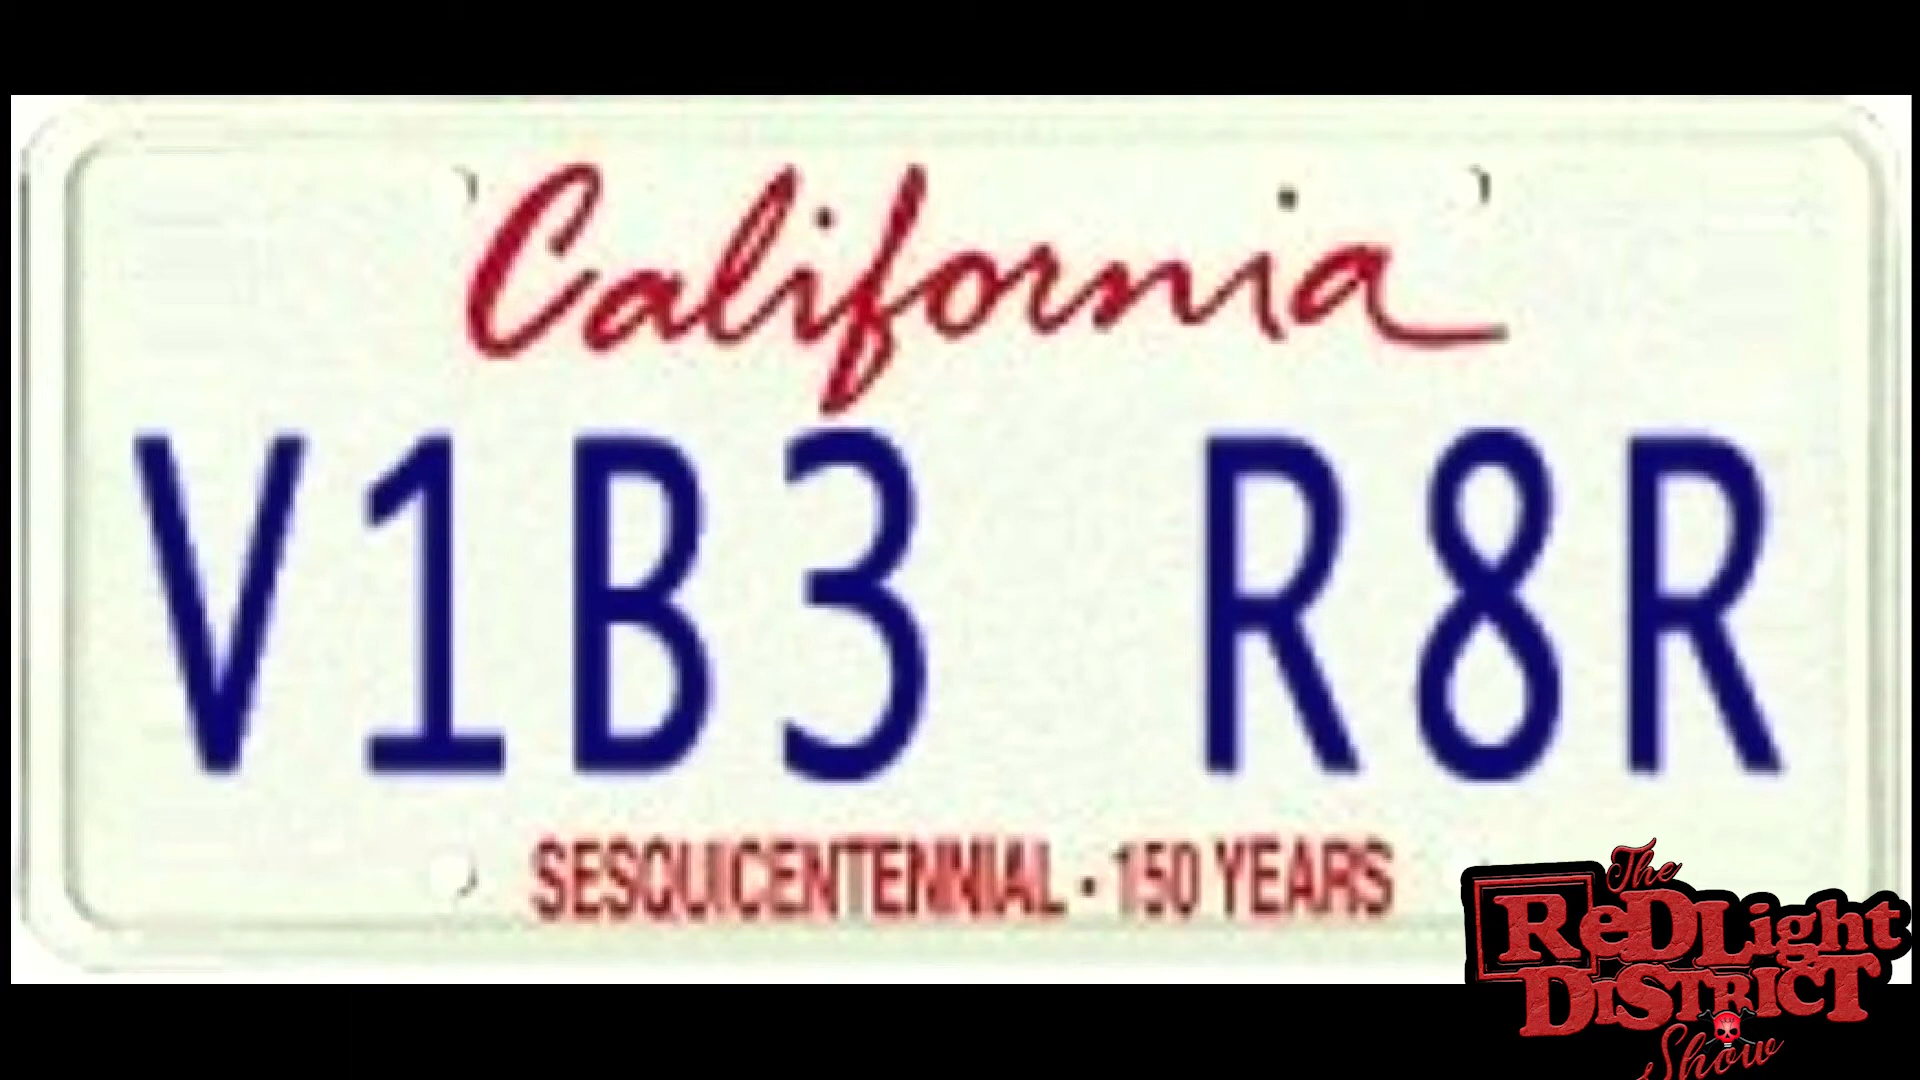 California
V1B3 R8R
SESQUICENTENNIAL - 150 YEARS
The
ReDLight
DiSTRiCT
Show